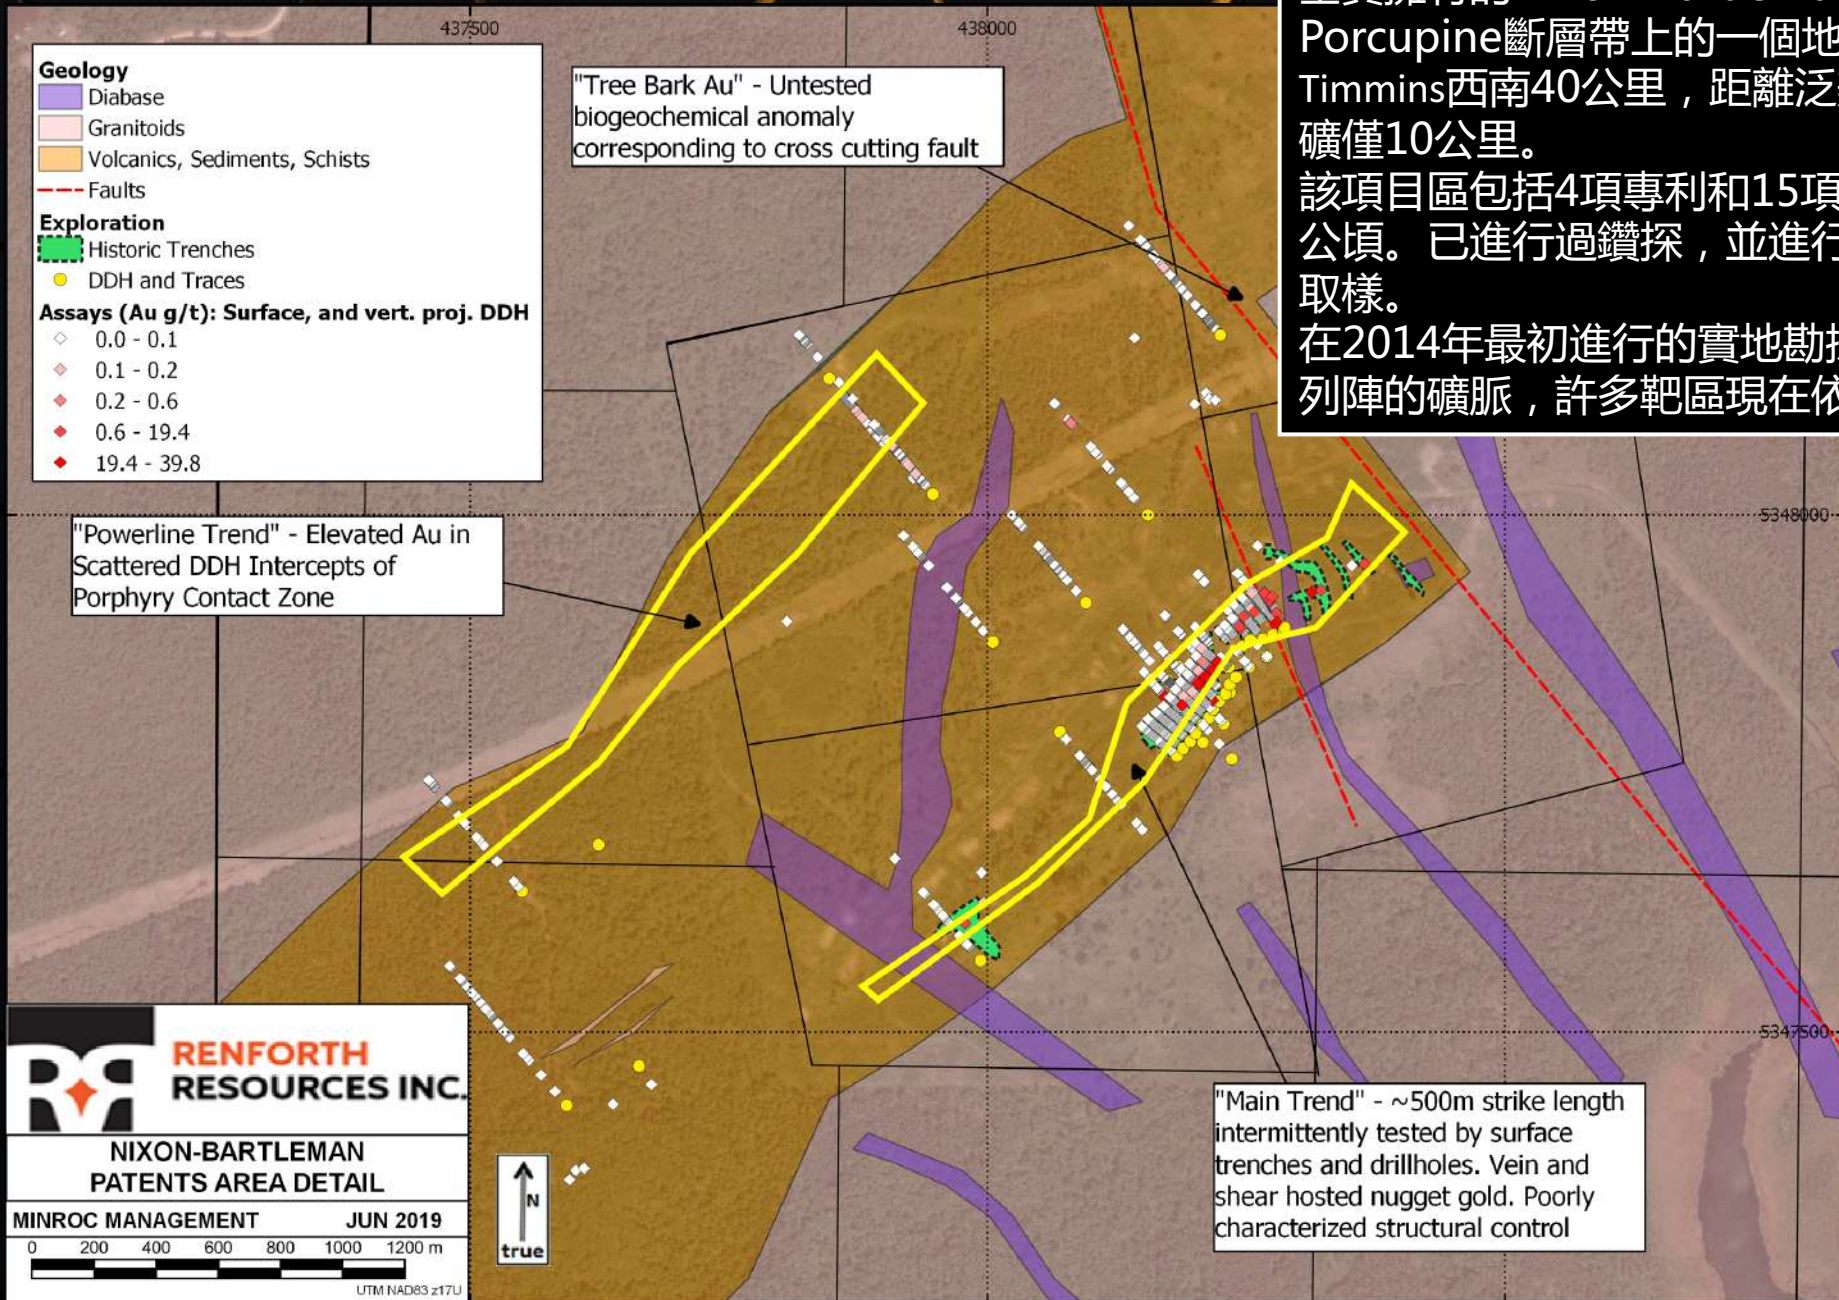 437500
438000
Geology
Diabase
Granitoids
Volcanics, Sediments, Schists
Faults
Exploration
Historic Trenches
DDH and Traces
Assays (Au g/t): Surface, and vert. proj. DDH
0.0 - 0.1
0.1 - 0.2
0.2 - 0.6
0.6 - 19.4
19.4 - 39.8
"Tree Bark Au" - Untested
biogeochemical anomaly
corresponding to cross cutting fault
Porcupine斷層帶上的一個地
Timmins西南40公里，距離泛
礦僅10公里。
該項目區包括4項專利和15項
公頃。已進行過鑽探，並進行
取樣。
在2014年最初進行的實地勘
列陣的礦脈，許多靶區現在依
5348000
"Powerline Trend" - Elevated Au in
Scattered DDH Intercepts of
Porphyry Contact Zone
5347500
"Main Trend" - ~500m strike length
intermittently tested by surface
trenches and drillholes. Vein and
shear hosted nugget gold. Poorly
characterized structural control
RENFORTH
RESOURCES INC.
NIXON-BARTLEMAN
PATENTS AREA DETAIL
MINROC MANAGEMENT JUN 2019
0 200 400 600 800 1000 1200 m
UTM NAD83 z17U
N
true